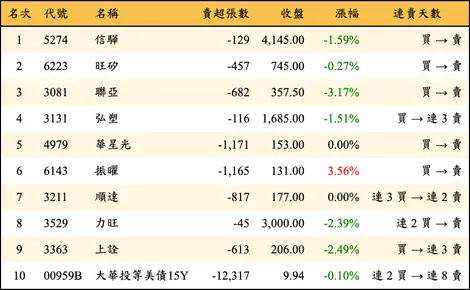 名次 代號 名稱 賣超張數 收盤 漲幅 連賣天數
1 5274 信驊 -129 4,145.00 -1.59% 買 → 賣
2 6223 旺矽 -457 745.00 -0.27% 買 → 賣
3 3081 聯亞 -682 357.50 -3.17% 買 → 賣
4 3131 弘塑 -116 1,685.00 -1.51% 買 → 連 3 賣
5 4979 華星光 -1,171 153.00 0.00% 買 → 賣
6 6143 振曜 -1,165 131.00 3.56% 買 → 賣
7 3211 順達 -817 177.00 0.00% 連 3 買 → 連 2 賣
8 3529 力旺 -45 3,000.00 -2.39% 連 2 買 → 賣
9 3363 上詮 -613 206.00 -2.49% 買 → 連 3 賣
10 00959B 大華投等美債15Y -12,317 9.94 -0.10% 連 2 買 → 連 8 賣